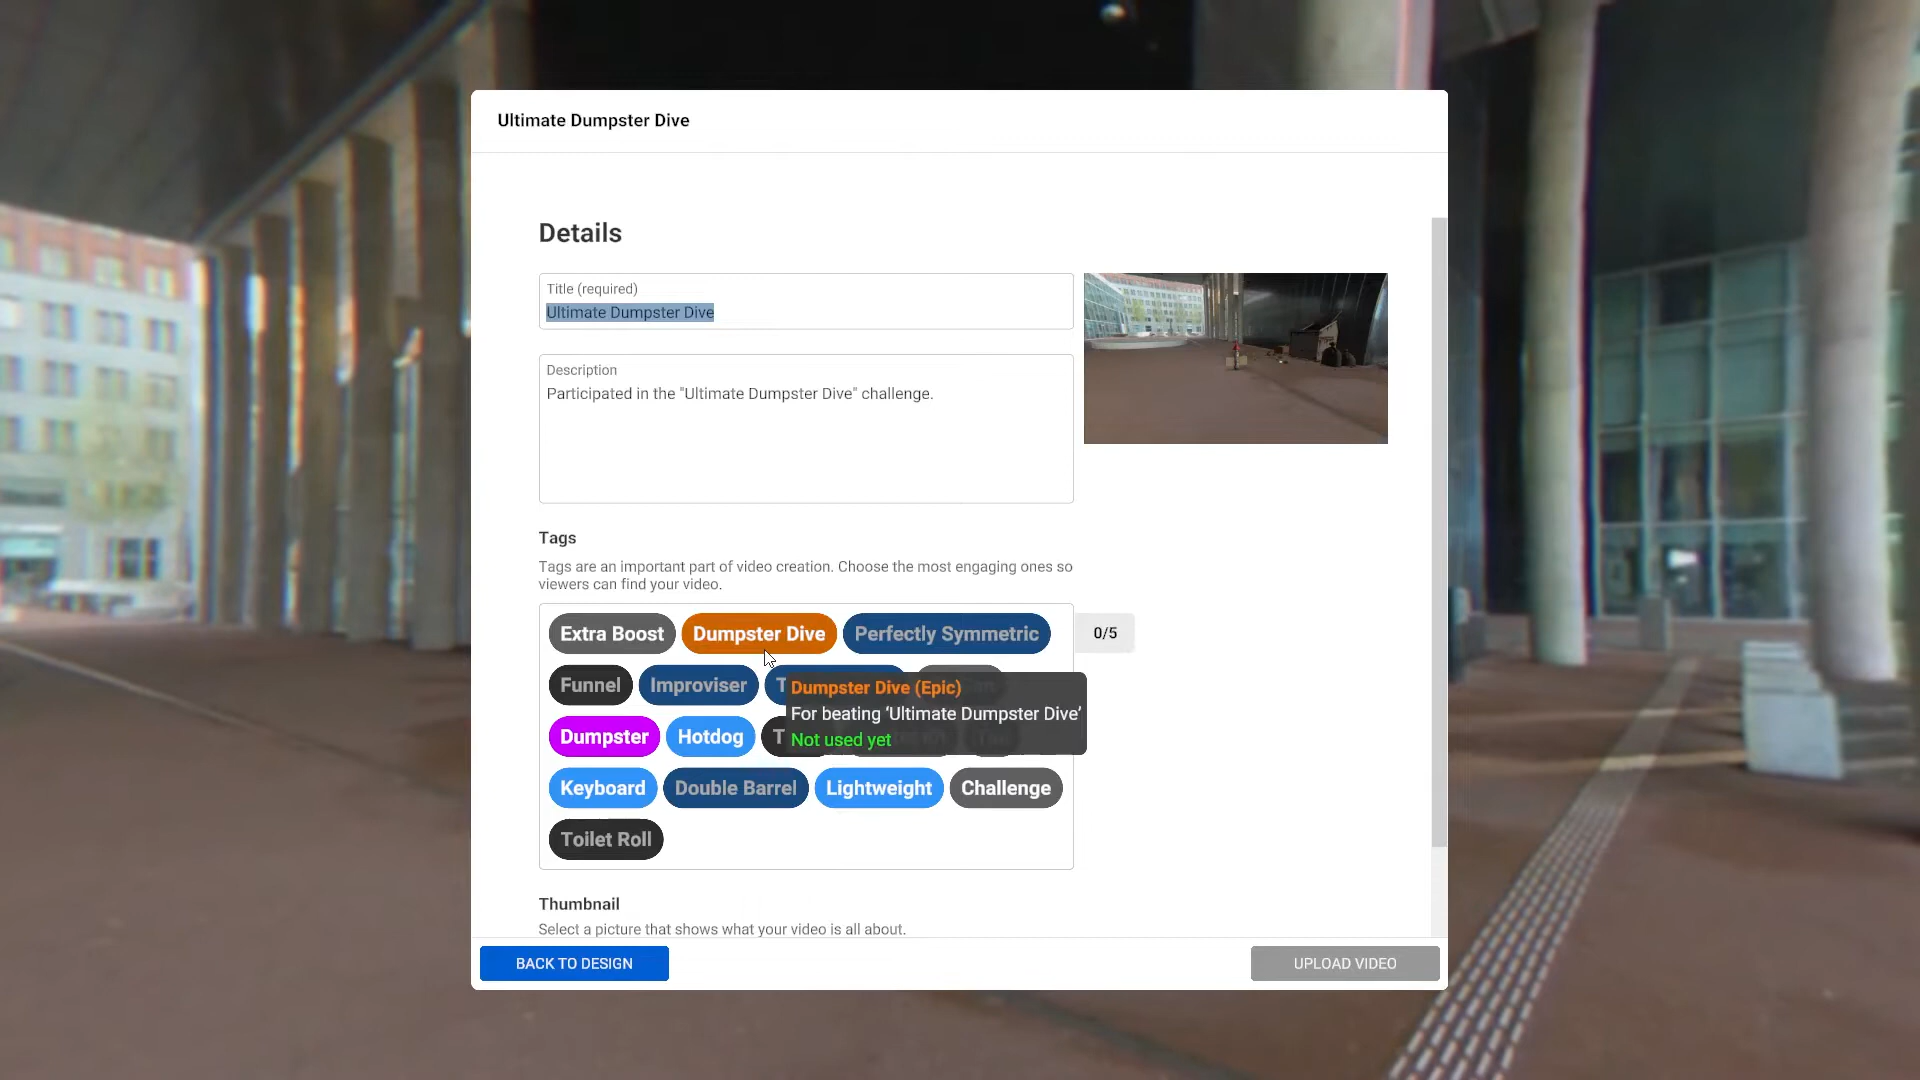 Ultimate Dumpster Dive
Details
Title (required)
Ultimate Dumpster Dive
Description
Participated in the "Ultimate Dumpster Dive" challenge.
Tags
Tags are an important part of video creation. Choose the most engaging ones so
viewers can find your video.
Extra Boost Dumpster Dive Perfectly Symmetric 0/5
Funnel Improviser T
Dumpster Dive (Epic)
For beating ‘Ultimate Dumpster Dive’
Not used yet
Dumpster Hotdog T
Keyboard Double Barrel Lightweight Challenge
Toilet Roll
Thumbnail
Select a picture that shows what your video is all about.
BACK TO DESIGN UPLOAD VIDEO